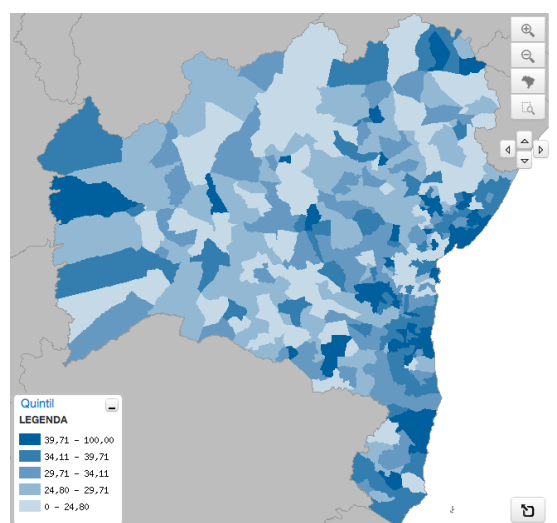 Quintil
LEGENDA
39,71 - 100,00
34,11 - 39,71
29,71 - 34,11
24,80 - 29,71
0 - 24,80